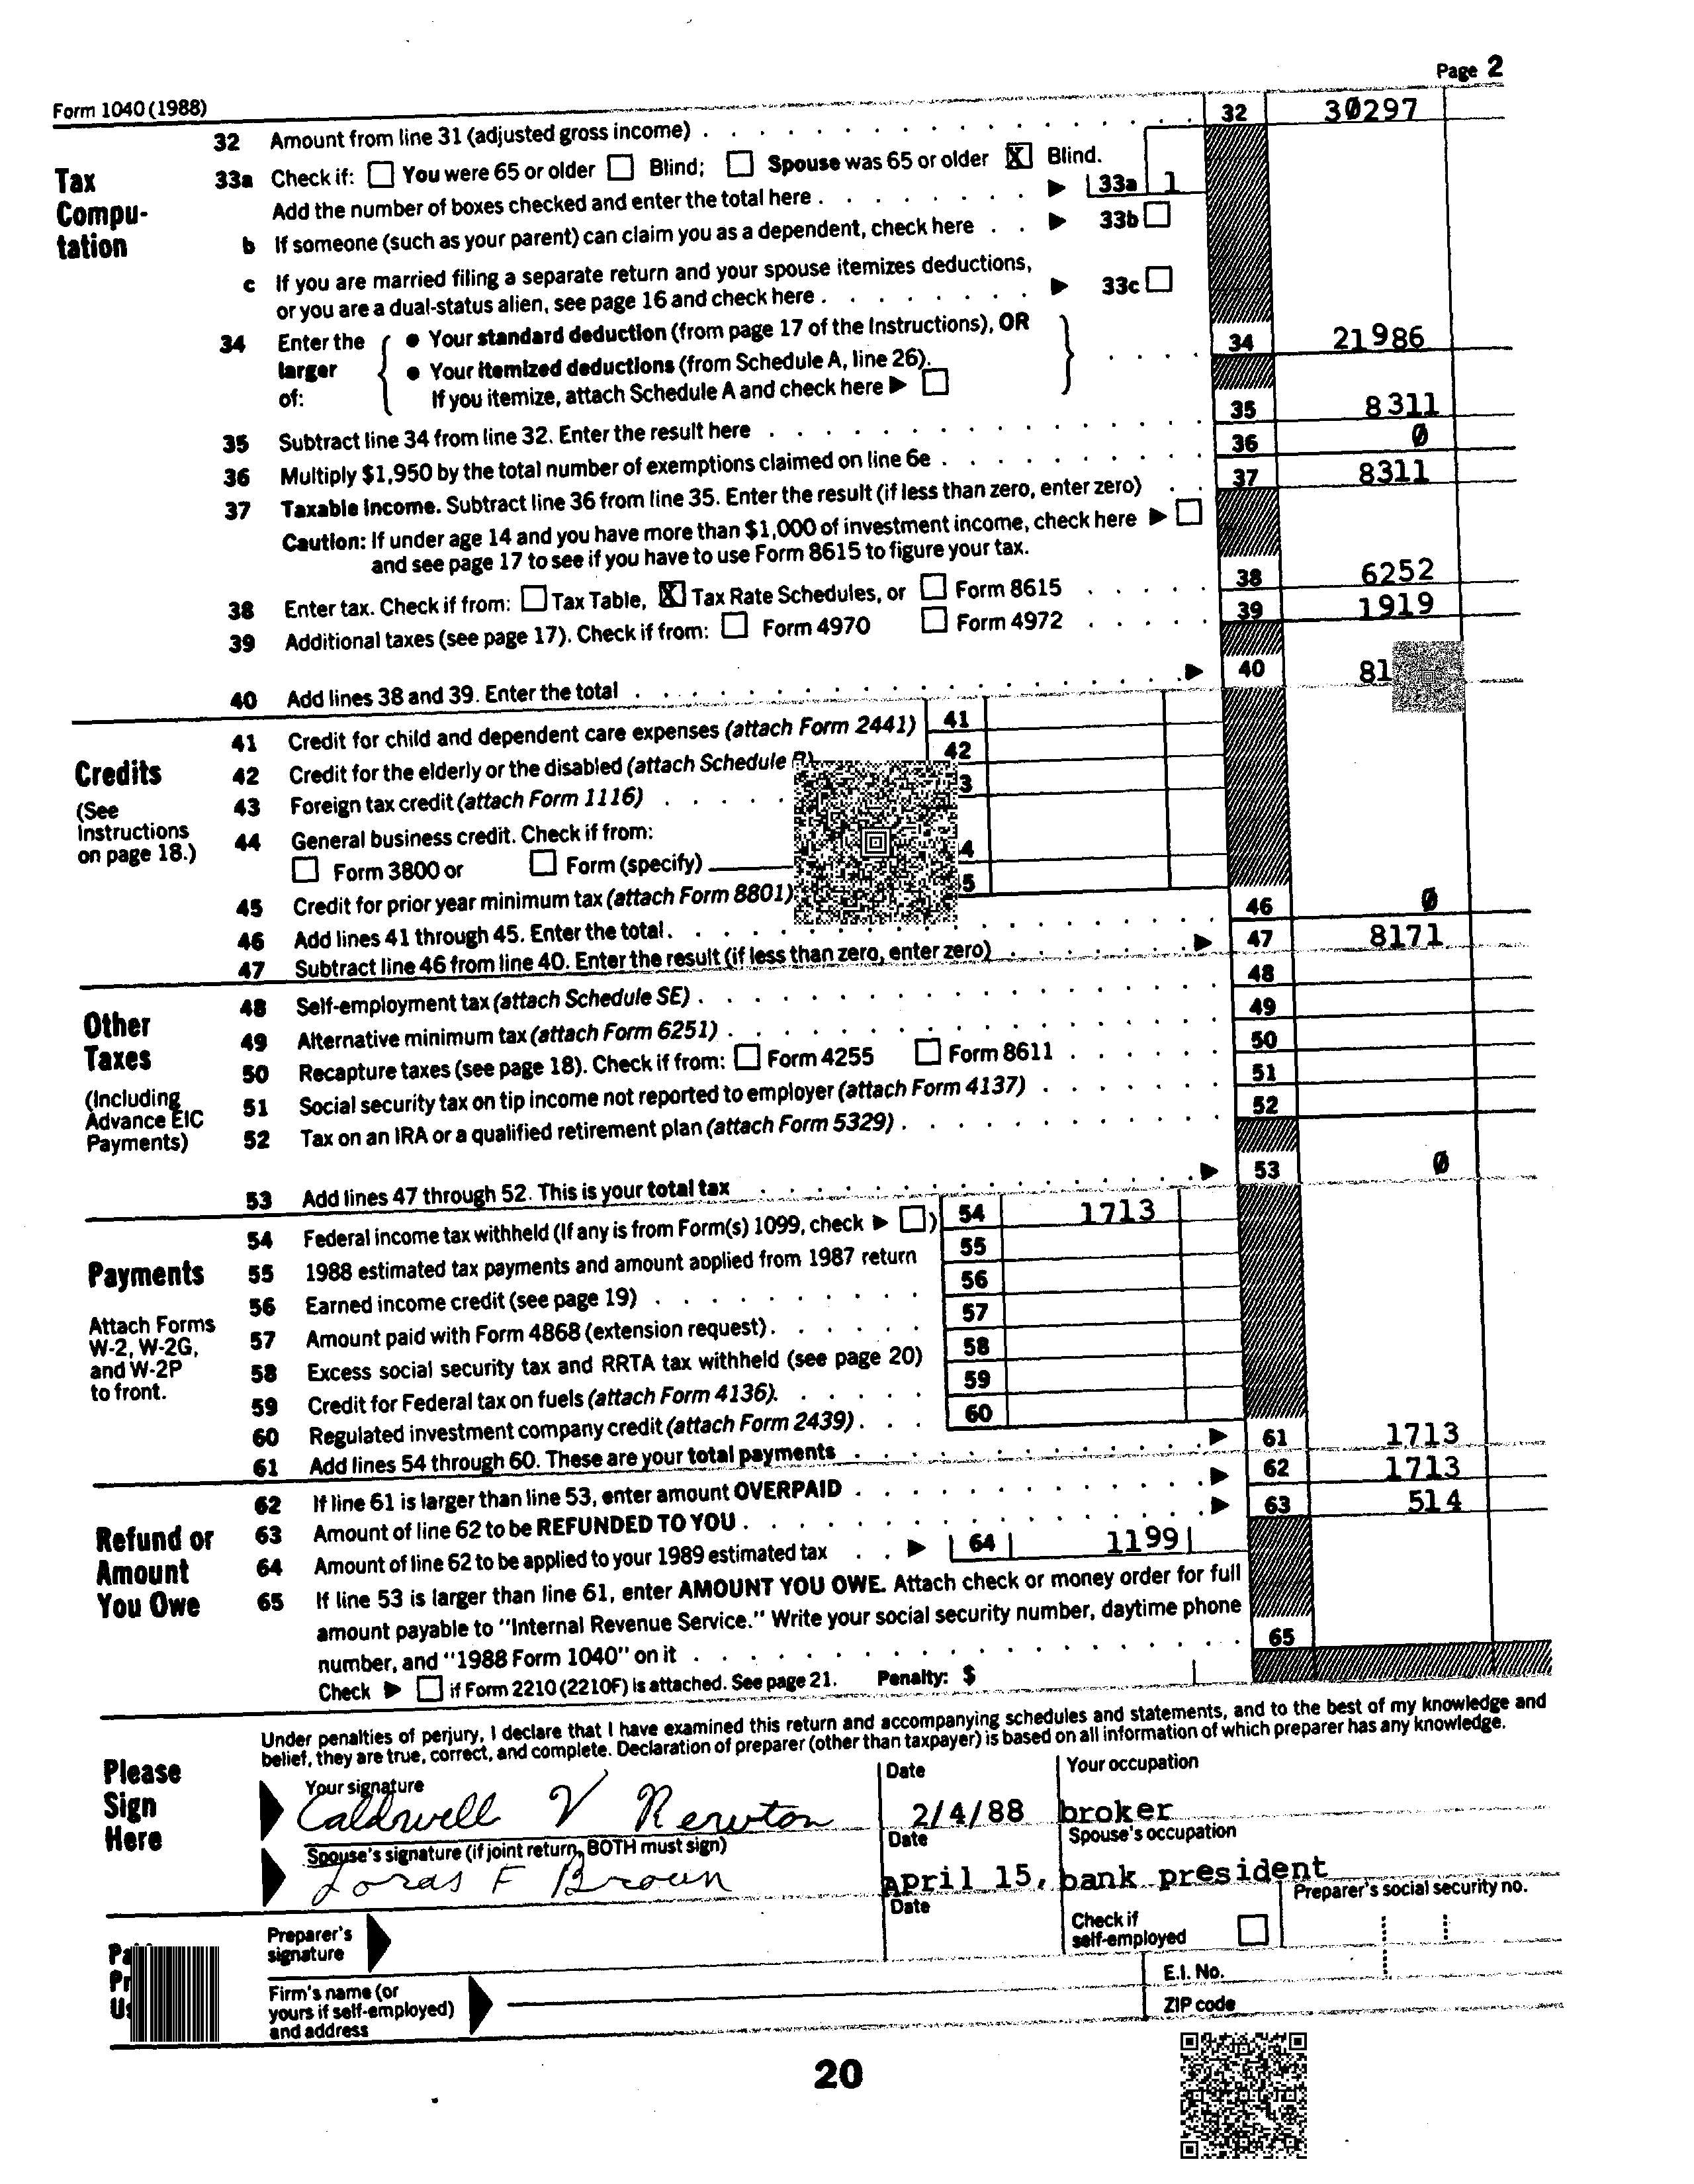 Form 1040 (1988)
Page 2
Tax Compu-tation
32 Amount from line 31 (adjusted gross income) 32 30297
33a Check if: You were 65 or older Blind; Spouse was 65 or older X Blind.
Add the number of boxes checked and enter the total here 33a 1
b If someone (such as your parent) can claim you as a dependent, check here 33b
c If you are married filing a separate return and your spouse itemizes deductions,
or you are a dual-status alien, see page 16 and check here 33c
34 Enter the larger of:
• Your standard deduction (from page 17 of the Instructions), OR
• Your itemized deductions (from Schedule A, line 26).
If you itemize, attach Schedule A and check here
34 21986
35 Subtract line 34 from line 32. Enter the result here 35 8311
36 Multiply $1,950 by the total number of exemptions claimed on line 6e 36 0
37 Taxable income. Subtract line 36 from line 35. Enter the result (if less than zero, enter zero) 37 8311
Caution: If under age 14 and you have more than $1,000 of investment income, check here
and see page 17 to see if you have to use Form 8615 to figure your tax.
38 Enter tax. Check if from: Tax Table, X Tax Rate Schedules, or Form 8615 38 6252
39 Additional taxes (see page 17). Check if from: Form 4970 Form 4972 39 1919
40 Add lines 38 and 39. Enter the total 40 81
Credits
(See Instructions on page 18.)
41 Credit for child and dependent care expenses (attach Form 2441) 41
42 Credit for the elderly or the disabled (attach Schedule 42
43 Foreign tax credit (attach Form 1116) 3
44 General business credit. Check if from:
Form 3800 or Form (specify) 4
45 Credit for prior year minimum tax (attach Form 8801) 5
46 Add lines 41 through 45. Enter the total 46 0
47 Subtract line 46 from line 40. Enter the result (if less than zero, enter zero) 47 8171
Other Taxes
(Including Advance EIC Payments)
48 Self-employment tax (attach Schedule SE) 48
49 Alternative minimum tax (attach Form 6251) 49
50 Recapture taxes (see page 18). Check if from: Form 4255 Form 8611 50
51 Social security tax on tip income not reported to employer (attach Form 4137) 51
52 Tax on an IRA or a qualified retirement plan (attach Form 5329) 52
53 Add lines 47 through 52. This is your total tax 53 0
Payments
Attach Forms W-2, W-2G, and W-2P to front.
54 Federal income tax withheld (If any is from Form(s) 1099, check ) 54 1713
55 1988 estimated tax payments and amount applied from 1987 return 55
56 Earned income credit (see page 19) 56
57 Amount paid with Form 4868 (extension request) 57
58 Excess social security tax and RRTA tax withheld (see page 20) 58
59 Credit for Federal tax on fuels (attach Form 4136) 59
60 Regulated investment company credit (attach Form 2439) 60
61 Add lines 54 through 60. These are your total payments 61 1713
Refund or Amount You Owe
62 If line 61 is larger than line 53, enter amount OVERPAID 62 1713
63 Amount of line 62 to be REFUNDED TO YOU 63 514
64 Amount of line 62 to be applied to your 1989 estimated tax 64 1199
65 If line 53 is larger than line 61, enter AMOUNT YOU OWE. Attach check or money order for full
amount payable to "Internal Revenue Service." Write your social security number, daytime phone
number, and "1988 Form 1040" on it 65
Check if Form 2210 (2210F) is attached. See page 21. Penalty: $
Please Sign Here
Under penalties of perjury, I declare that I have examined this return and accompanying schedules and statements, and to the best of my knowledge and
belief, they are true, correct, and complete. Declaration of preparer (other than taxpayer) is based on all information of which preparer has any knowledge.
Your signature Date Your occupation
Caldwell V Newton 2/4/88 broker
Spouse's signature (if joint return, BOTH must sign) Date Spouse's occupation
Loras F Brown April 15, bank president
Preparer's signature Date Check if self-employed Preparer's social security no.
Firm's name (or yours if self-employed) and address E.I. No.
ZIP code
20